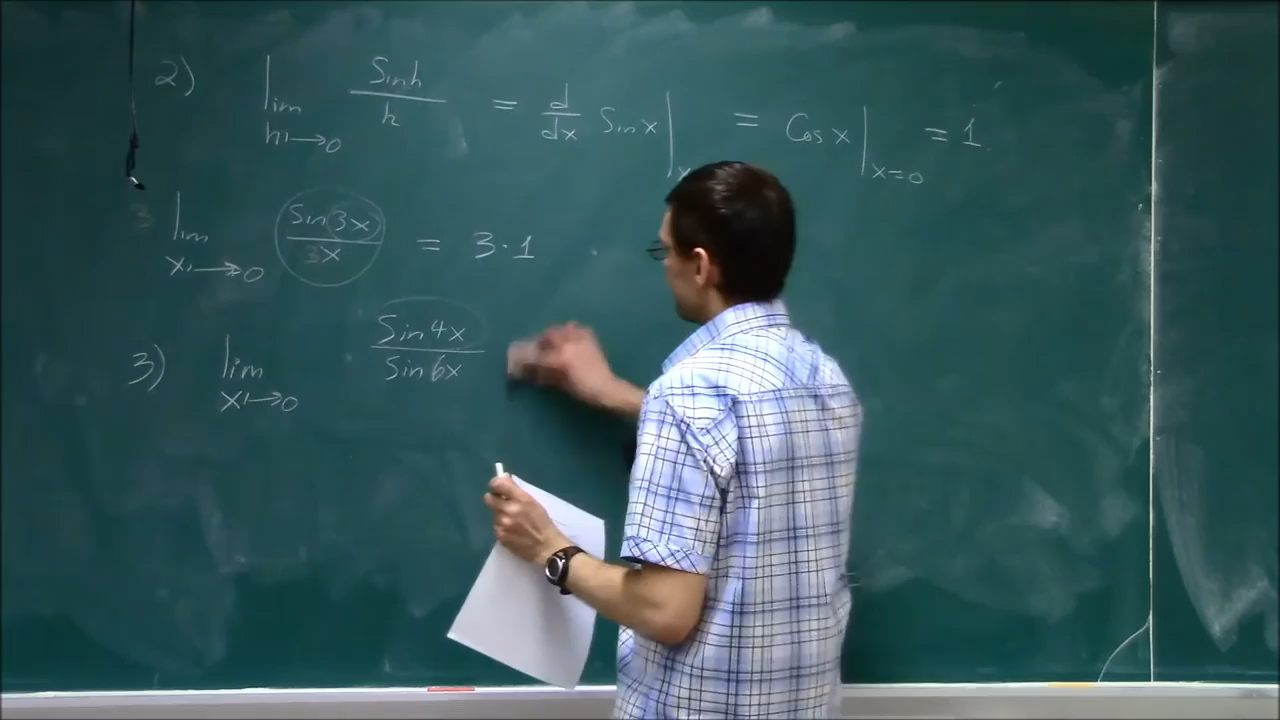 2) lim h→0 Sinh/h = d/dx Sin x | x = Cos x | x=0 = 1
3 lim x→0 Sin 3x/3x = 3·1
3) lim x→0 Sin 4x/Sin 6x